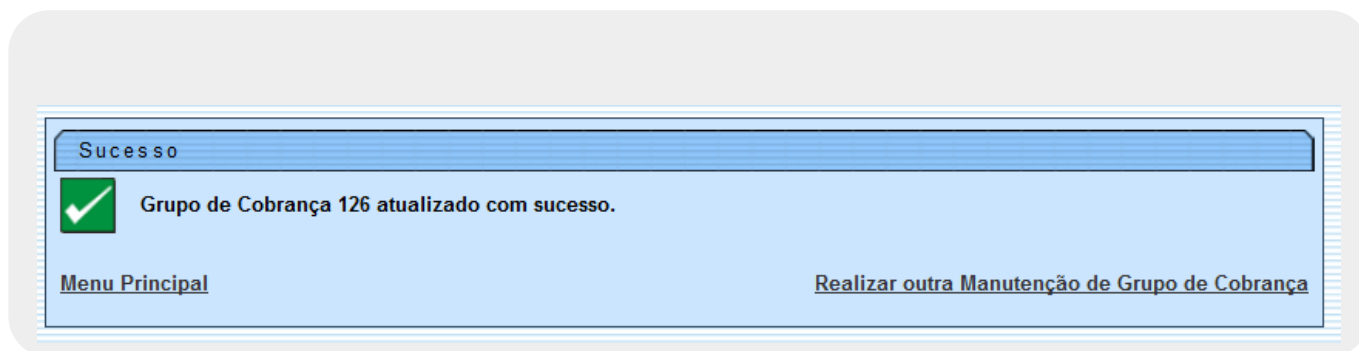 Sucesso
Grupo de Cobrança 126 atualizado com sucesso.
Menu Principal
Realizar outra Manutenção de Grupo de Cobrança